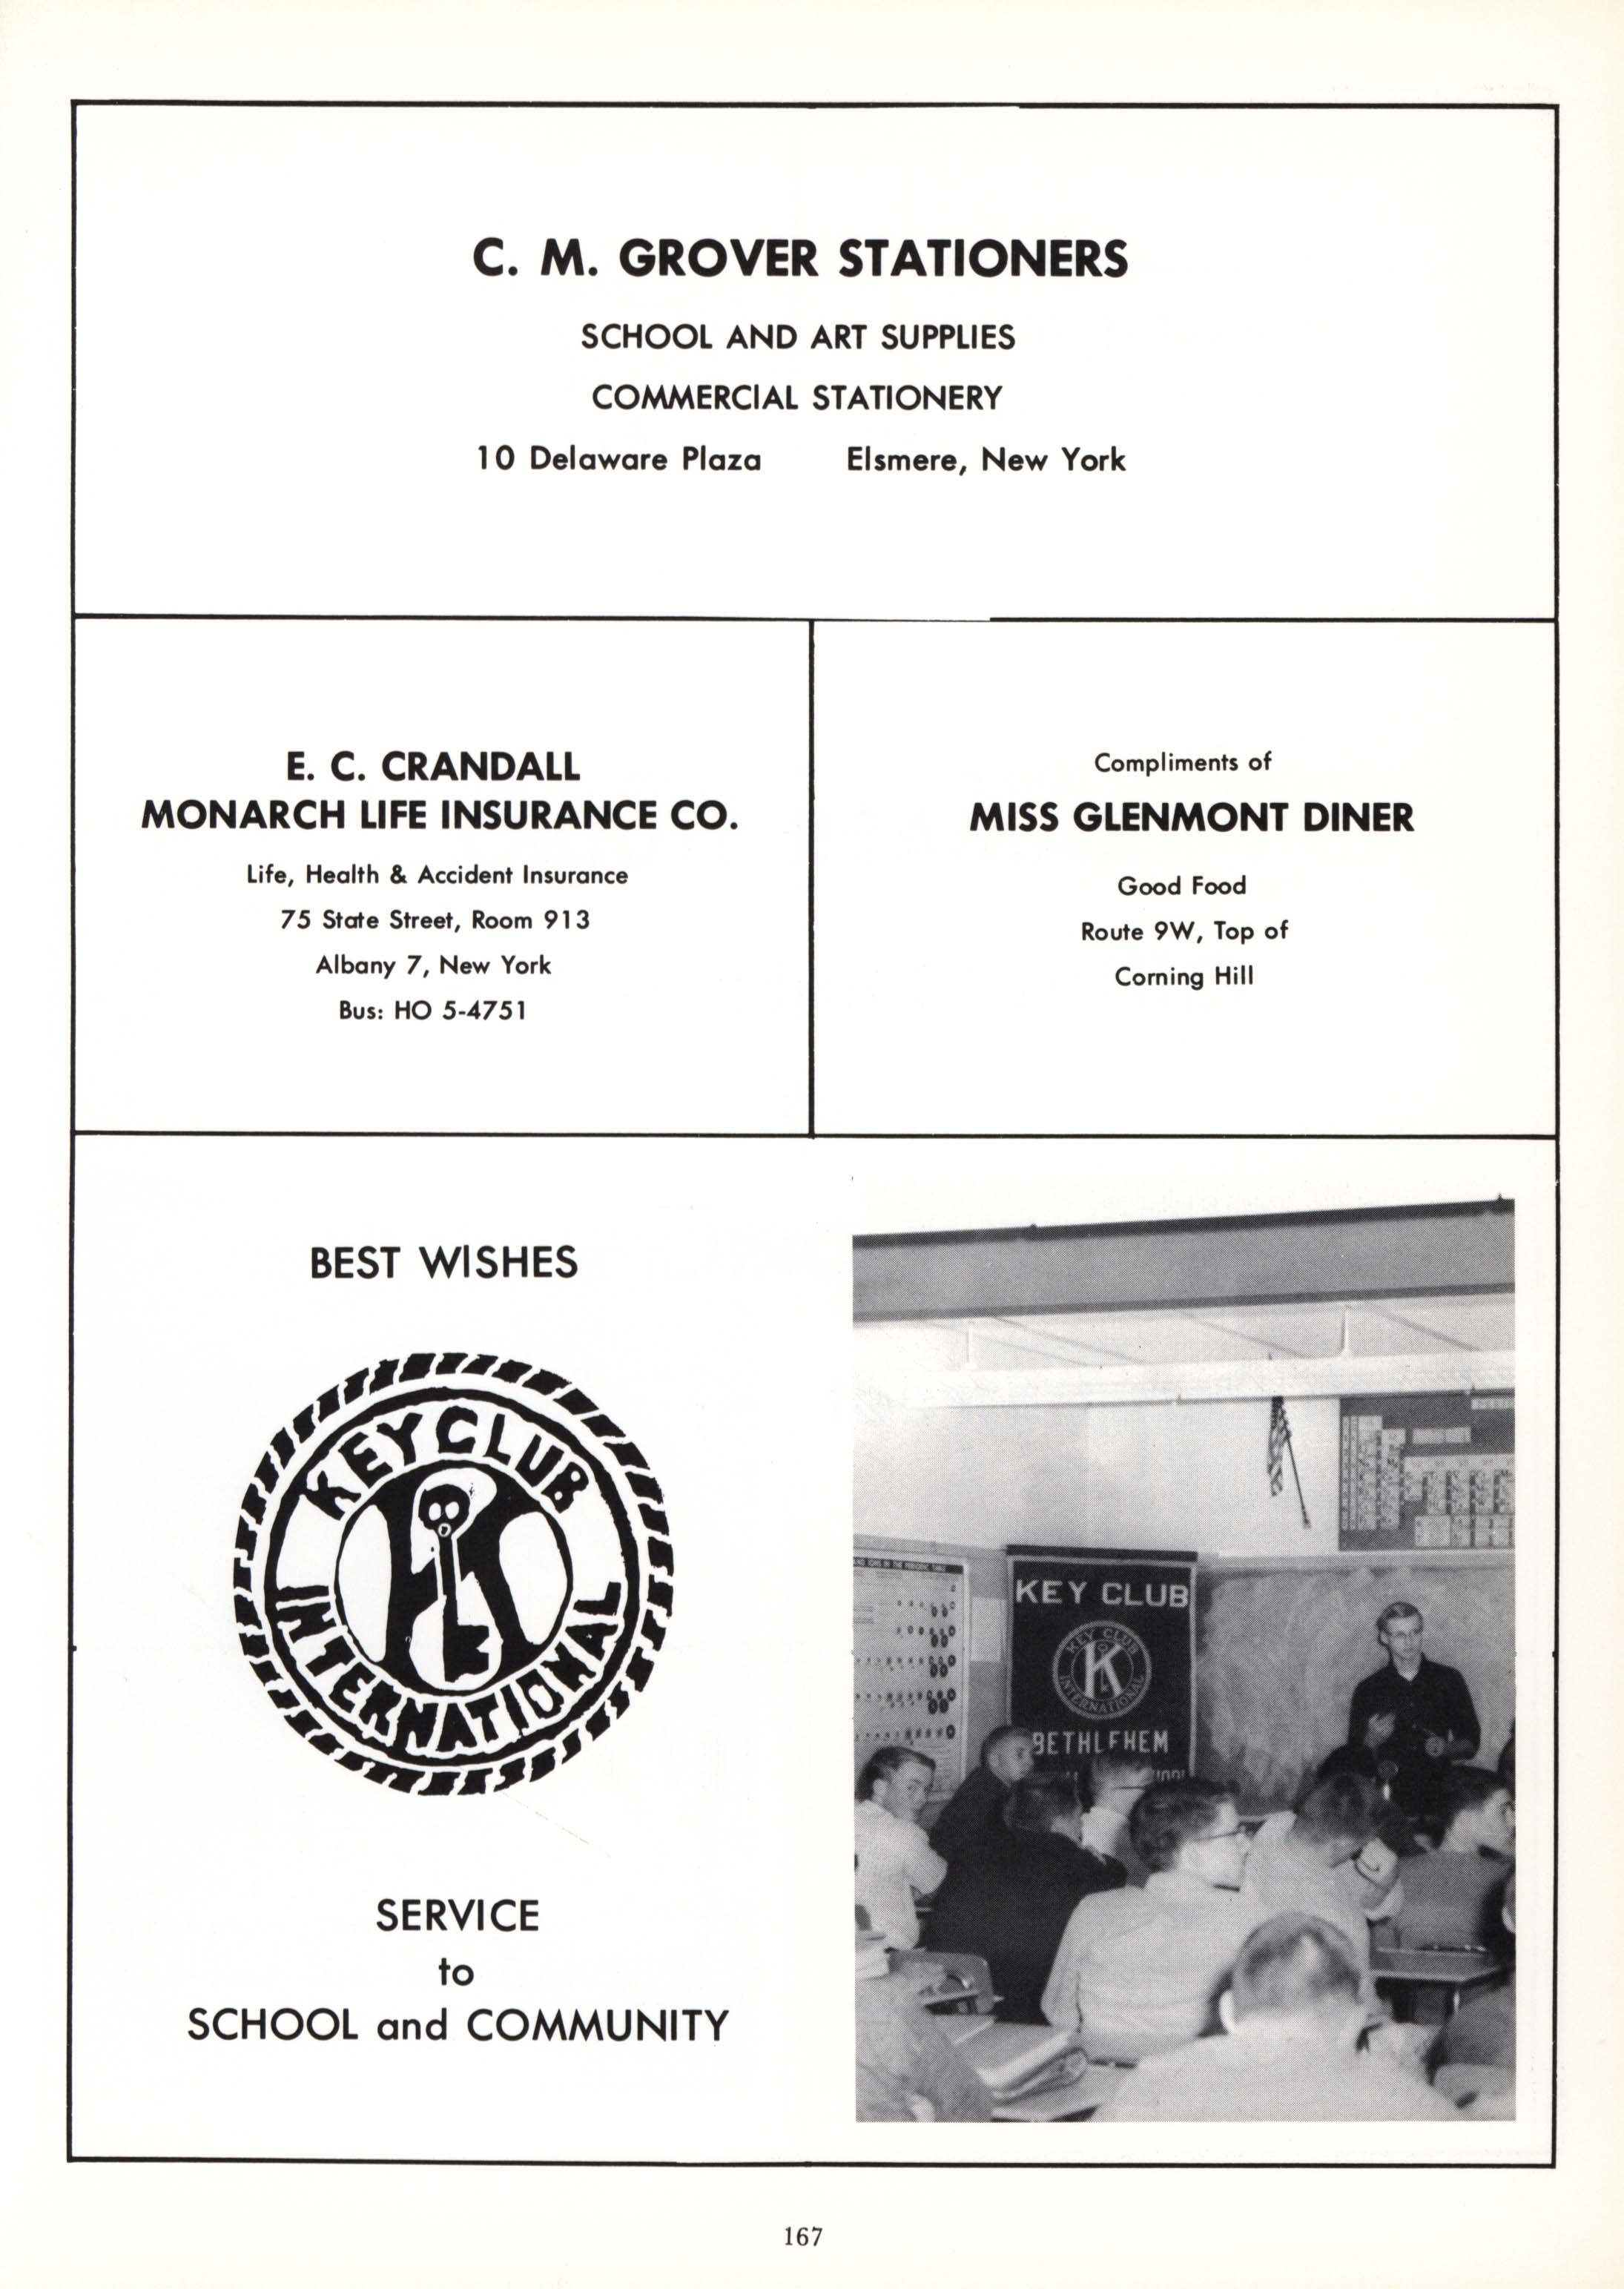 C. M. GROVER STATIONERS
SCHOOL AND ART SUPPLIES
COMMERCIAL STATIONERY
10 Delaware Plaza Elsmere, New York
E. C. CRANDALL
MONARCH LIFE INSURANCE CO.
Life, Health & Accident Insurance
75 State Street, Room 913
Albany 7, New York
Bus: HO 5-4751
Compliments of
MISS GLENMONT DINER
Good Food
Route 9W, Top of
Corning Hill
BEST WISHES
KEY CLUB
K
INTERNATIONAL
SERVICE
to
SCHOOL and COMMUNITY
KEY CLUB
KEY CLUB
K
INTERNATIONAL
BETHLEHEM
167